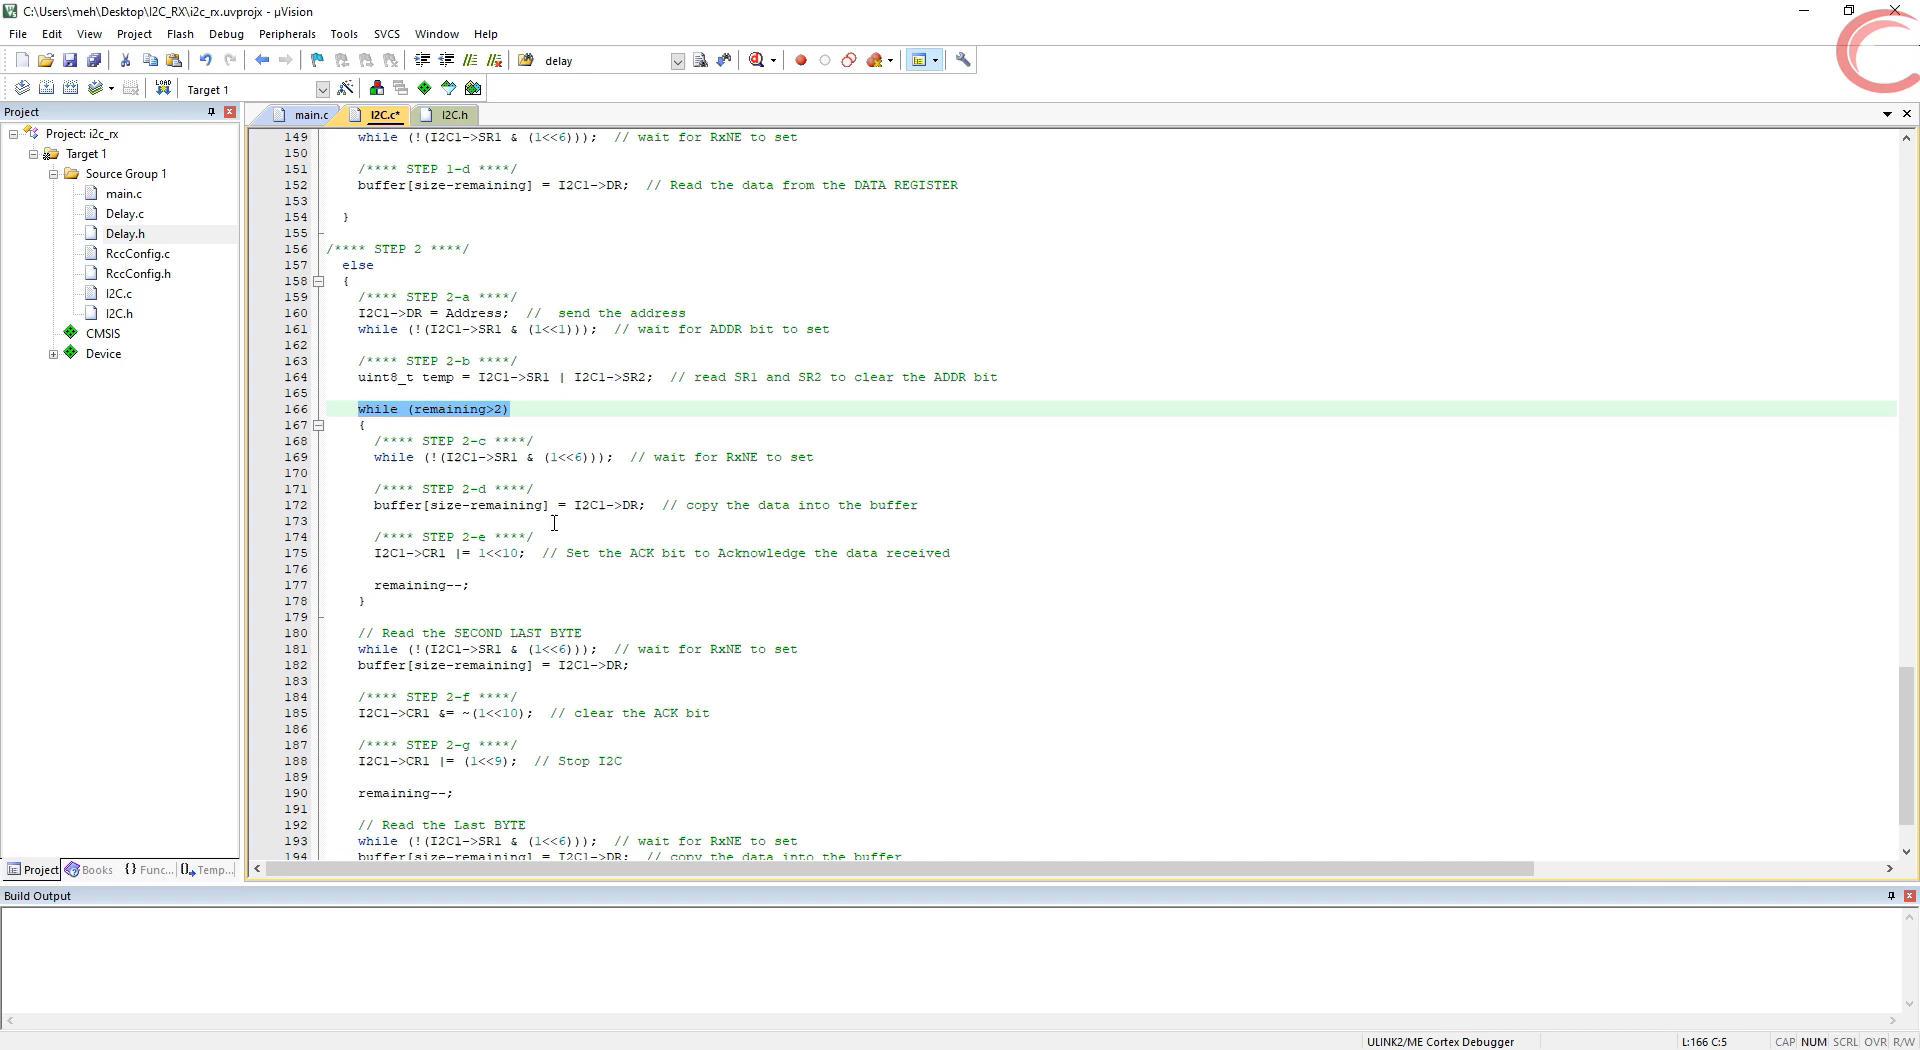 C:\Users\meh\Desktop\I2C_RX\i2c_rx.uvprojx - µVision
File Edit View Project Flash Debug Peripherals Tools SVCS Window Help
delay
LOAD Target 1
Project
main.c I2C.c* I2C.h
Project: i2c_rx
Target 1
Source Group 1
main.c
Delay.c
Delay.h
RccConfig.c
RccConfig.h
I2C.c
I2C.h
CMSIS
Device
149 while (!(I2C1->SR1 & (1<<6))); // wait for RxNE to set
150
151 /**** STEP 1-d ****/
152 buffer[size-remaining] = I2C1->DR; // Read the data from the DATA REGISTER
153
154 }
155
156 /**** STEP 2 ****/
157 else
158 {
159 /**** STEP 2-a ****/
160 I2C1->DR = Address; // send the address
161 while (!(I2C1->SR1 & (1<<1))); // wait for ADDR bit to set
162
163 /**** STEP 2-b ****/
164 uint8_t temp = I2C1->SR1 | I2C1->SR2; // read SR1 and SR2 to clear the ADDR bit
165
166 while (remaining>2)
167 {
168 /**** STEP 2-c ****/
169 while (!(I2C1->SR1 & (1<<6))); // wait for RxNE to set
170
171 /**** STEP 2-d ****/
172 buffer[size-remaining] = I2C1->DR; // copy the data into the buffer
173
174 /**** STEP 2-e ****/
175 I2C1->CR1 |= 1<<10; // Set the ACK bit to Acknowledge the data received
176
177 remaining--;
178 }
179
180 // Read the SECOND LAST BYTE
181 while (!(I2C1->SR1 & (1<<6))); // wait for RxNE to set
182 buffer[size-remaining] = I2C1->DR;
183
184 /**** STEP 2-f ****/
185 I2C1->CR1 &= ~(1<<10); // clear the ACK bit
186
187 /**** STEP 2-g ****/
188 I2C1->CR1 |= (1<<9); // Stop I2C
189
190 remaining--;
191
192 // Read the Last BYTE
193 while (!(I2C1->SR1 & (1<<6))); // wait for RxNE to set
194 buffer[size-remaining] = I2C1->DR; // copy the data into the buffer
Project Books {} Func... Temp...
Build Output
ULINK2/ME Cortex Debugger L:166 C:5 CAP NUM SCRL OVR R/W